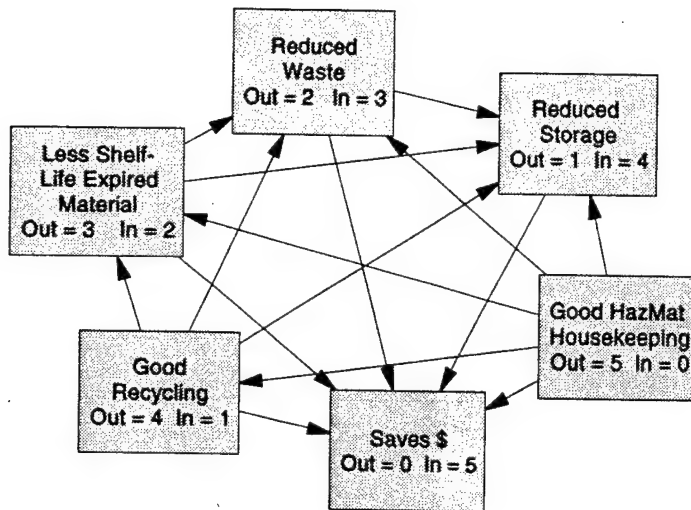 Reduced
Waste
Out = 2 In = 3
Reduced
Storage
Out = 1 In = 4
Less Shelf-
Life Expired
Material
Out = 3 In = 2
Good HazMat
Housekeeping
Out = 5 In = 0
Good
Recycling
Out = 4 In = 1
Saves $
Out = 0 In = 5